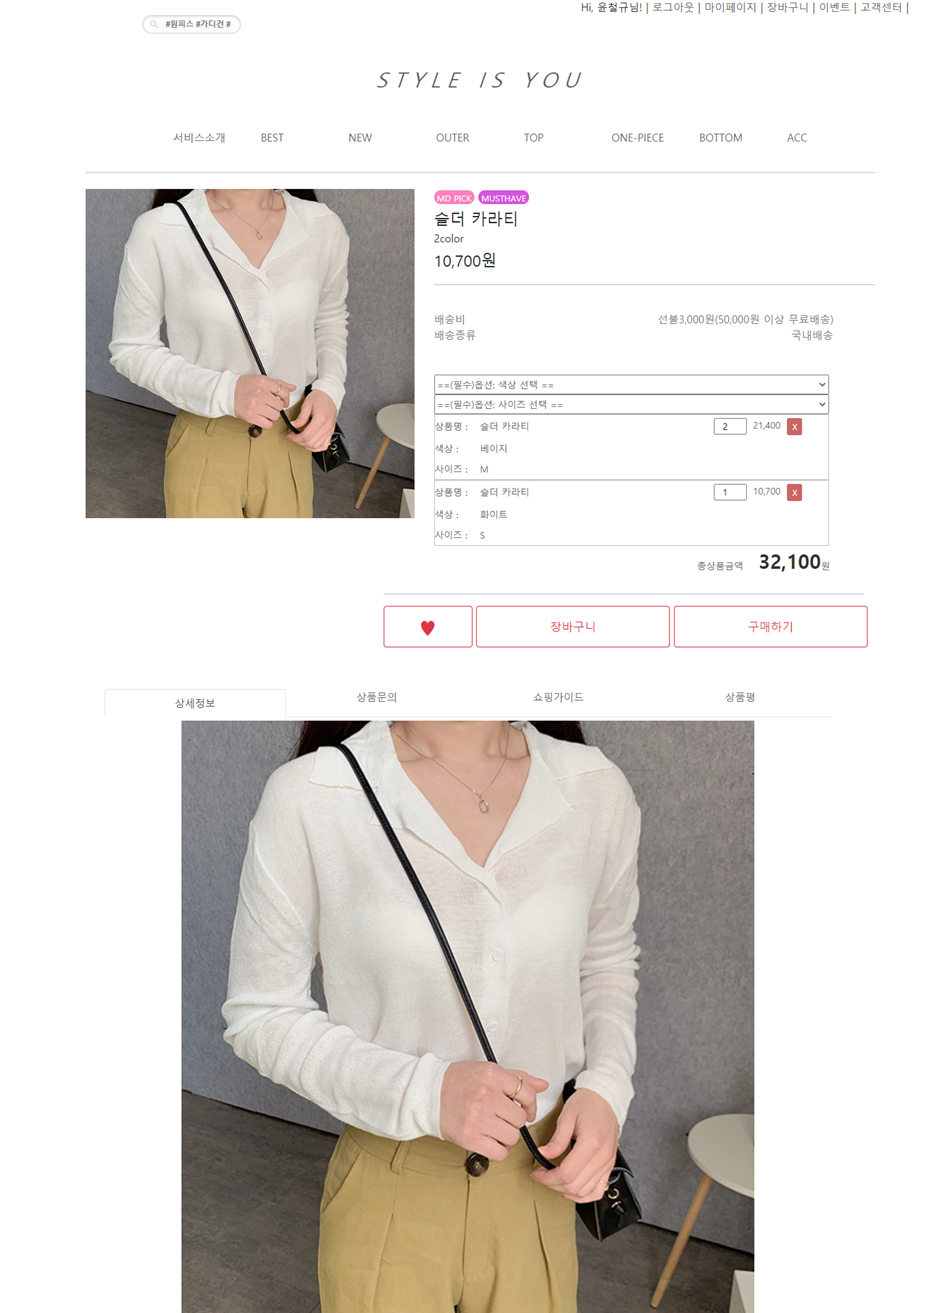 Hi, 윤철규님! | 로그아웃 | 마이페이지 | 장바구니 | 이벤트 | 고객센터 |
#원피스 #가디건 #
STYLE IS YOU
서비스소개 BEST NEW OUTER TOP ONE-PIECE BOTTOM ACC
MD PICK MUSTHAVE
슬더 카라티
2color
10,700원
배송비 선불3,000원(50,000원 이상 무료배송)
배송종류 국내배송
==(필수)옵션: 색상 선택 ==
==(필수)옵션: 사이즈 선택 ==
상품명 : 슬더 카라티 2 21,400 X
색상 : 베이지
사이즈 : M
상품명 : 슬더 카라티 1 10,700 X
색상 : 화이트
사이즈 : S
총상품금액 32,100원
장바구니 구매하기
상세정보 상품문의 쇼핑가이드 상품평